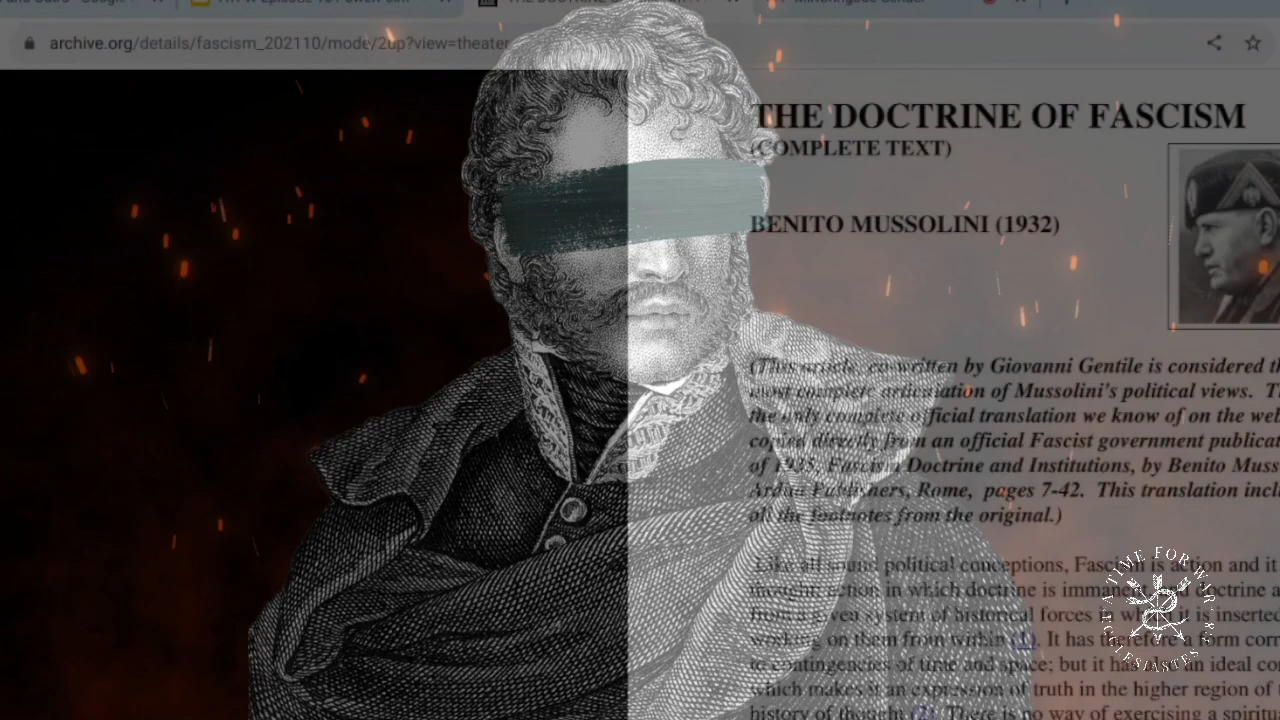 archive.org/details/fascism_202110/mode/2up?view=theater
THE DOCTRINE OF FASCISM
(COMPLETE TEXT)
BENITO MUSSOLINI (1932)
(This article, co-written by Giovanni Gentile is considered th
most complete articulation of Mussolini's political views. T
the only complete official translation we know of on the wel
copied directly from an official Fascist government publicat
of 1935, Fascism Doctrine and Institutions, by Benito Muss
Ardita Publishers, Rome, pages 7-42. This translation incl
all the footnotes from the original.)
Like all sound political conceptions, Fascism is action and it
thought; action in which doctrine is immanent, and doctrine a
from a given system of historical forces in which it is inserted
working on them from within (1). It has therefore a form corr
to contingencies of time and space; but it has also an ideal co
which makes it an expression of truth in the higher region of t
history of thought (2). There is no way of exercising a spiritu
TIME FOR WAR